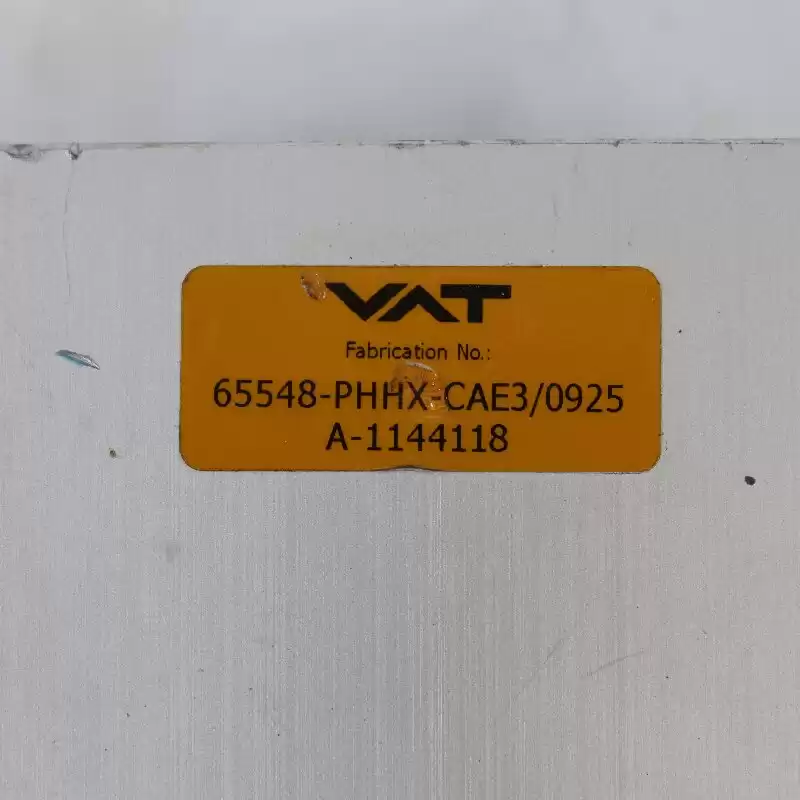 VAT
Fabrication No.:
65548-PHHX-CAE3/0925
A-1144118